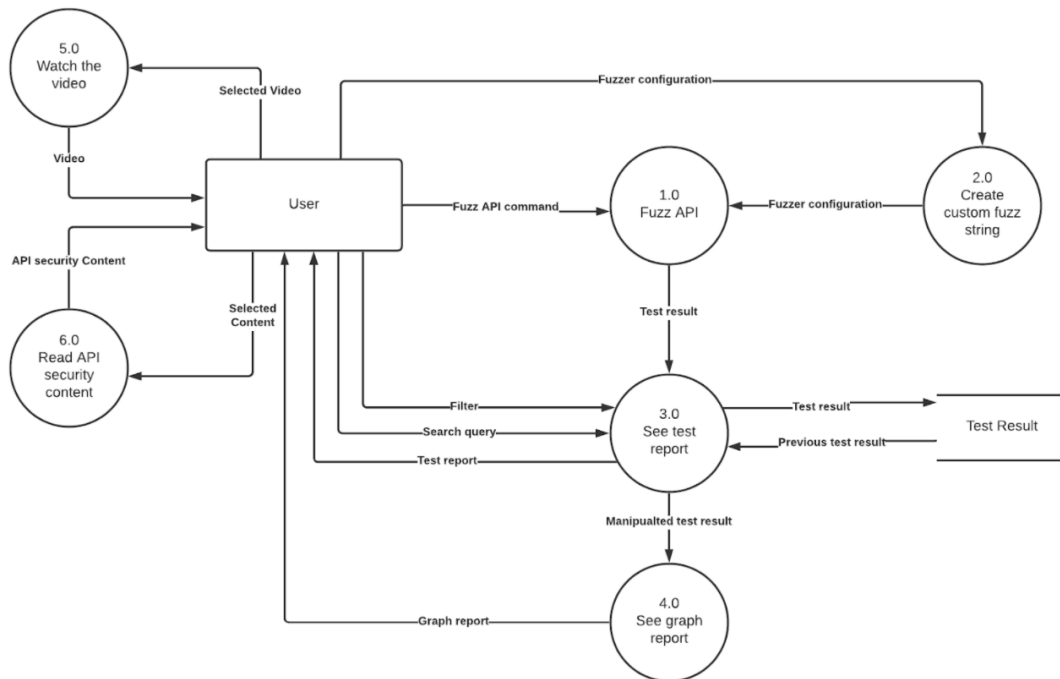 5.0
Watch the
video
Selected Video
Fuzzer configuration
Video
User
Fuzz API command
1.0
Fuzz API
Fuzzer configuration
2.0
Create
custom fuzz
string
API security Content
Selected
Content
Test result
6.0
Read API
security
content
Filter
Search query
Test report
3.0
See test
report
Test result
Previous test result
Test Result
Manipualted test result
4.0
See graph
report
Graph report